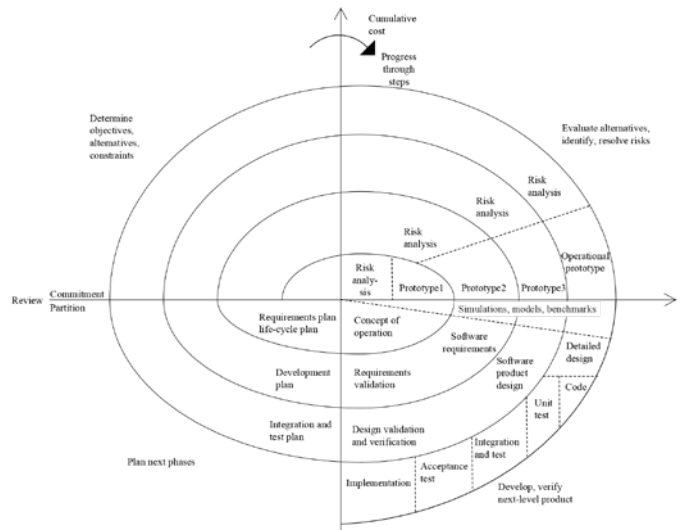 Cumulative
cost
Progress
through
steps
Determine
objectives,
alternatives,
constraints
Evaluate alternatives,
identify, resolve risks
Risk
analysis
Risk
analysis
Risk
analysis
Risk
analy-
sis
Operational
prototype
Prototype1
Prototype2
Prototype3
Review
Commitment
Partition
Simulations, models, benchmarks
Requirements plan
life-cycle plan
Concept of
operation
Software
requirements
Detailed
design
Software
product
design
Development
plan
Requirements
validation
Code
Unit
test
Integration and
test plan
Design validation
and verification
Integration
and test
Plan next phases
Acceptance
test
Implementation
Develop, verify
next-level product